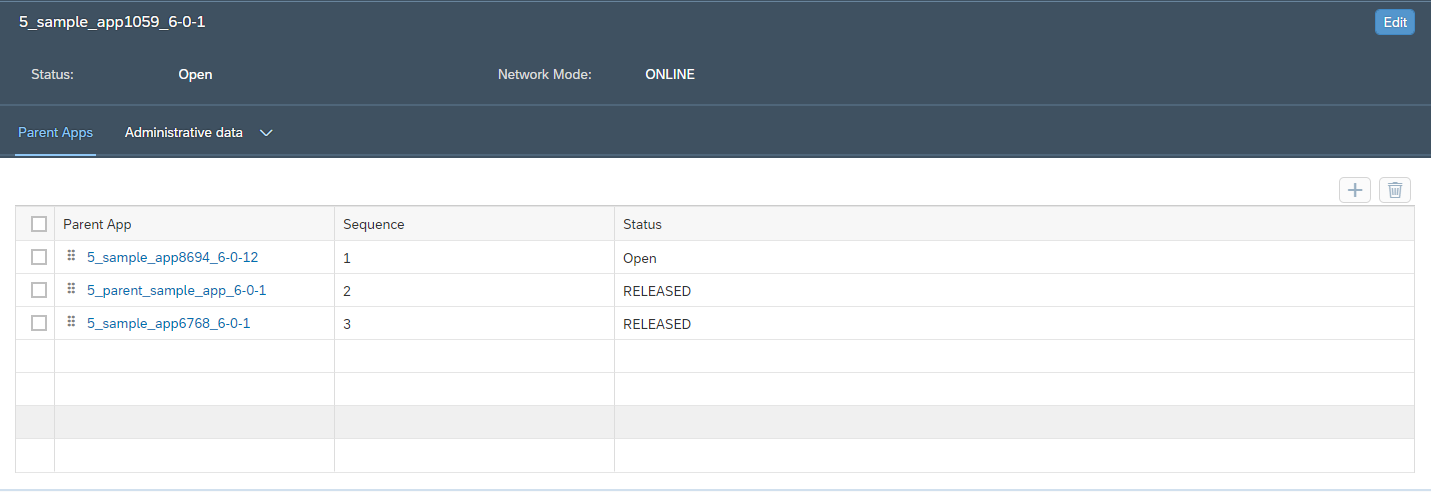 5_sample_app1059_6-0-1 Edit
Status: Open Network Mode: ONLINE
Parent Apps Administrative data
Parent App Sequence Status
5_sample_app8694_6-0-12 1 Open
5_parent_sample_app_6-0-1 2 RELEASED
5_sample_app6768_6-0-1 3 RELEASED